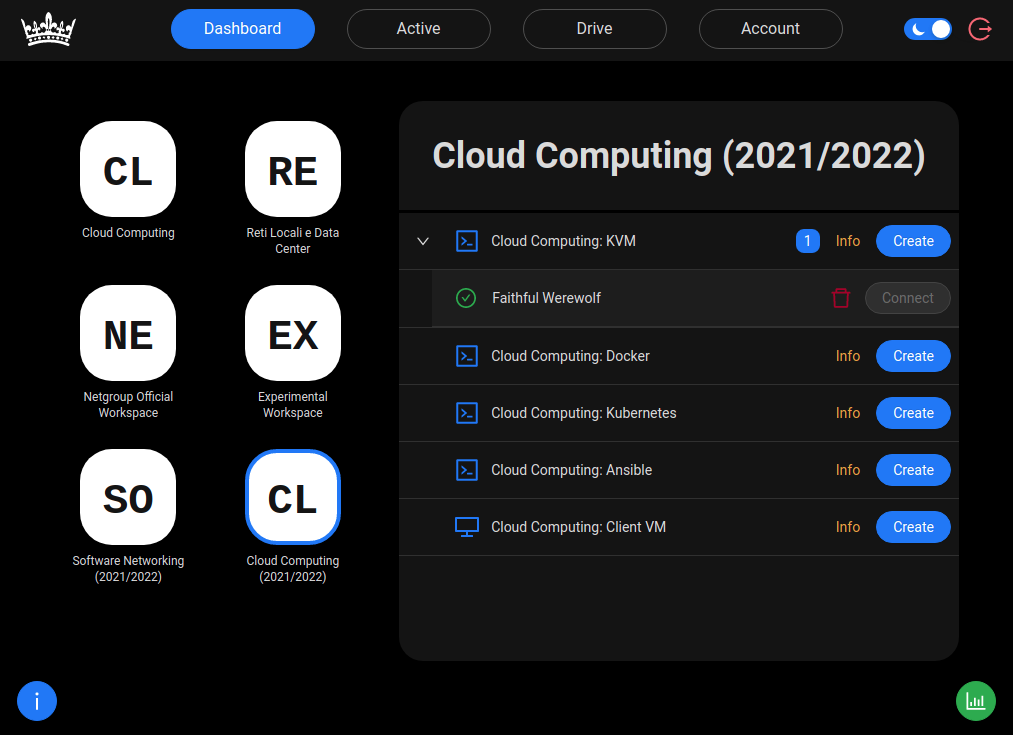 Dashboard
Active
Drive
Account
CL
Cloud Computing
RE
Reti Locali e Data
Center
NE
Netgroup Official
Workspace
EX
Experimental
Workspace
SO
Software Networking
(2021/2022)
CL
Cloud Computing
(2021/2022)
Cloud Computing (2021/2022)
Cloud Computing: KVM 1 Info Create
Faithful Werewolf Connect
Cloud Computing: Docker Info Create
Cloud Computing: Kubernetes Info Create
Cloud Computing: Ansible Info Create
Cloud Computing: Client VM Info Create